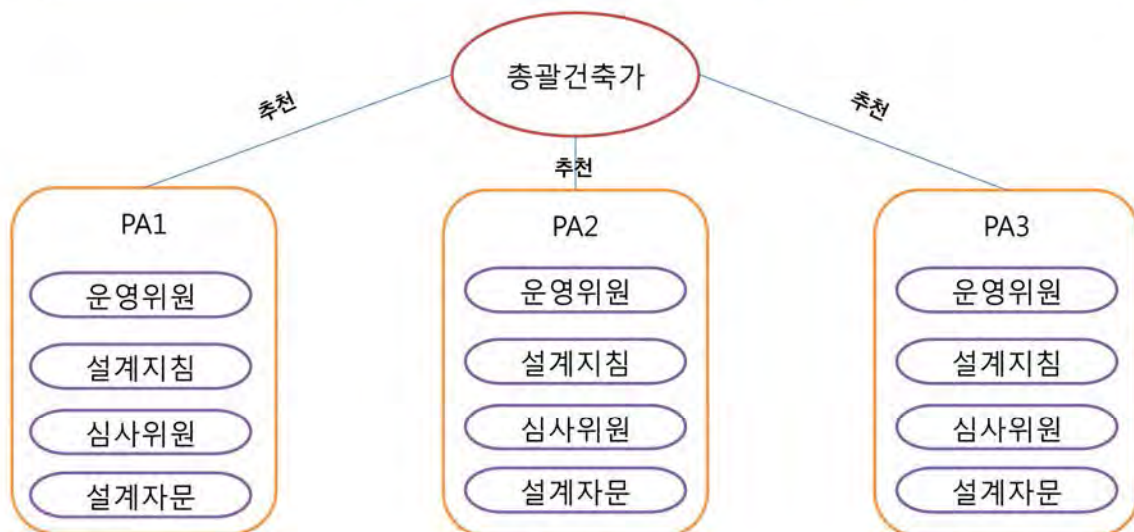 총괄건축가
추천
추천
추천
PA1
운영위원
설계지침
심사위원
설계자문
PA2
운영위원
설계지침
심사위원
설계자문
PA3
운영위원
설계지침
심사위원
설계자문